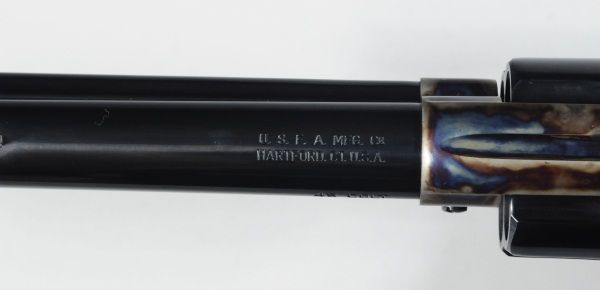 U. S. F. A. MFG. Co
HARTFORD. CT. U.S.A.